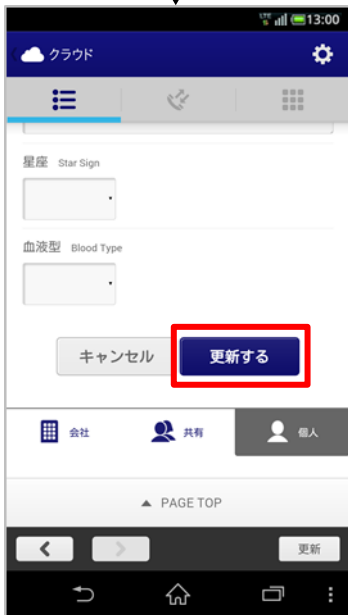 LTE 13:00
クラウド
星座 Star Sign
血液型 Blood Type
キャンセル 更新する
会社 共有 個人
▲ PAGE TOP
更新